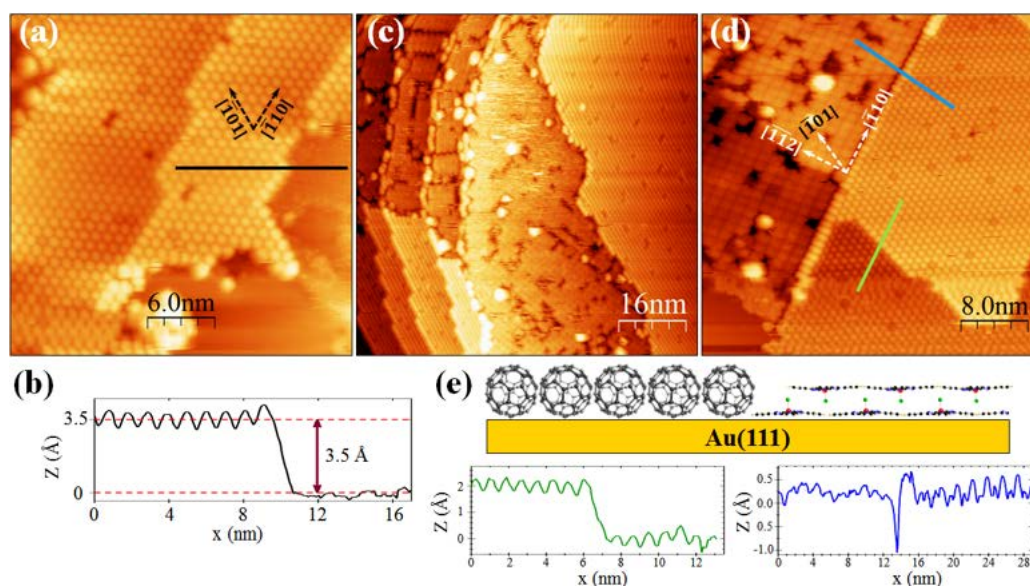 (a)
[1̅01]
[1̅10]
6.0nm
(c)
16nm
(d)
[1̅1̅2]
[1̅01]
[1̅10]
8.0nm
(b)
Z (Å)
3.5
0
3.5 Å
0 4 8 12 16
x (nm)
(e)
Au(111)
Z (Å)
2
1
0
0 2 4 6 8 10 12
x (nm)
Z (Å)
0.5
0.0
-0.5
-1.0
0 4 8 12 16 20 24 28
x (nm)